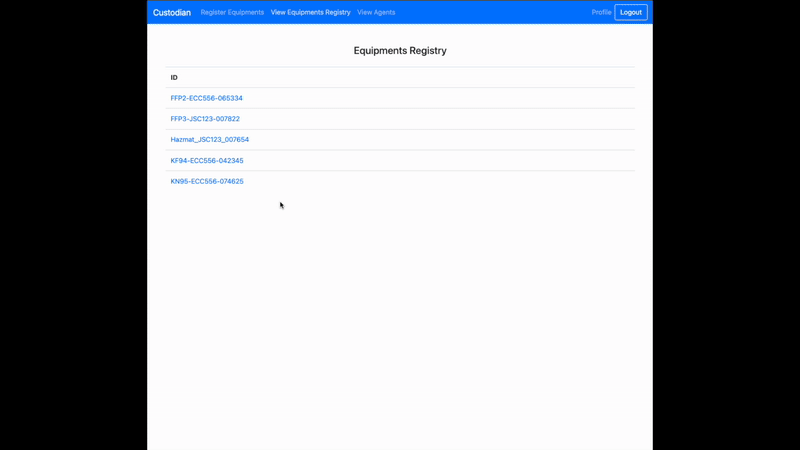 Custodian Register Equipments View Equipments Registry View Agents Profile Logout
Equipments Registry
ID
FFP2-ECC556-065334
FFP3-JSC123-007822
Hazmat_JSC123_007654
KF94-ECC556-042345
KN95-ECC556-074625